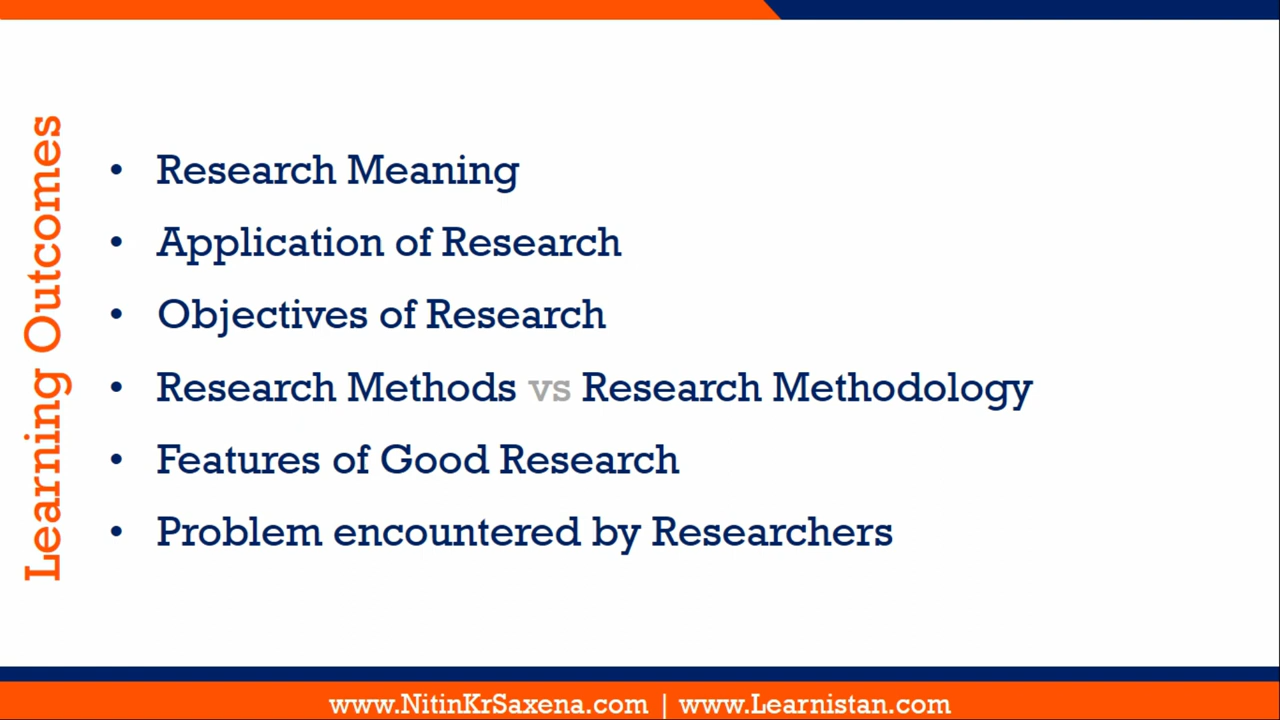 Learning Outcomes
• Research Meaning
• Application of Research
• Objectives of Research
• Research Methods vs Research Methodology
• Features of Good Research
• Problem encountered by Researchers
www.NitinKrSaxena.com | www.Learnistan.com